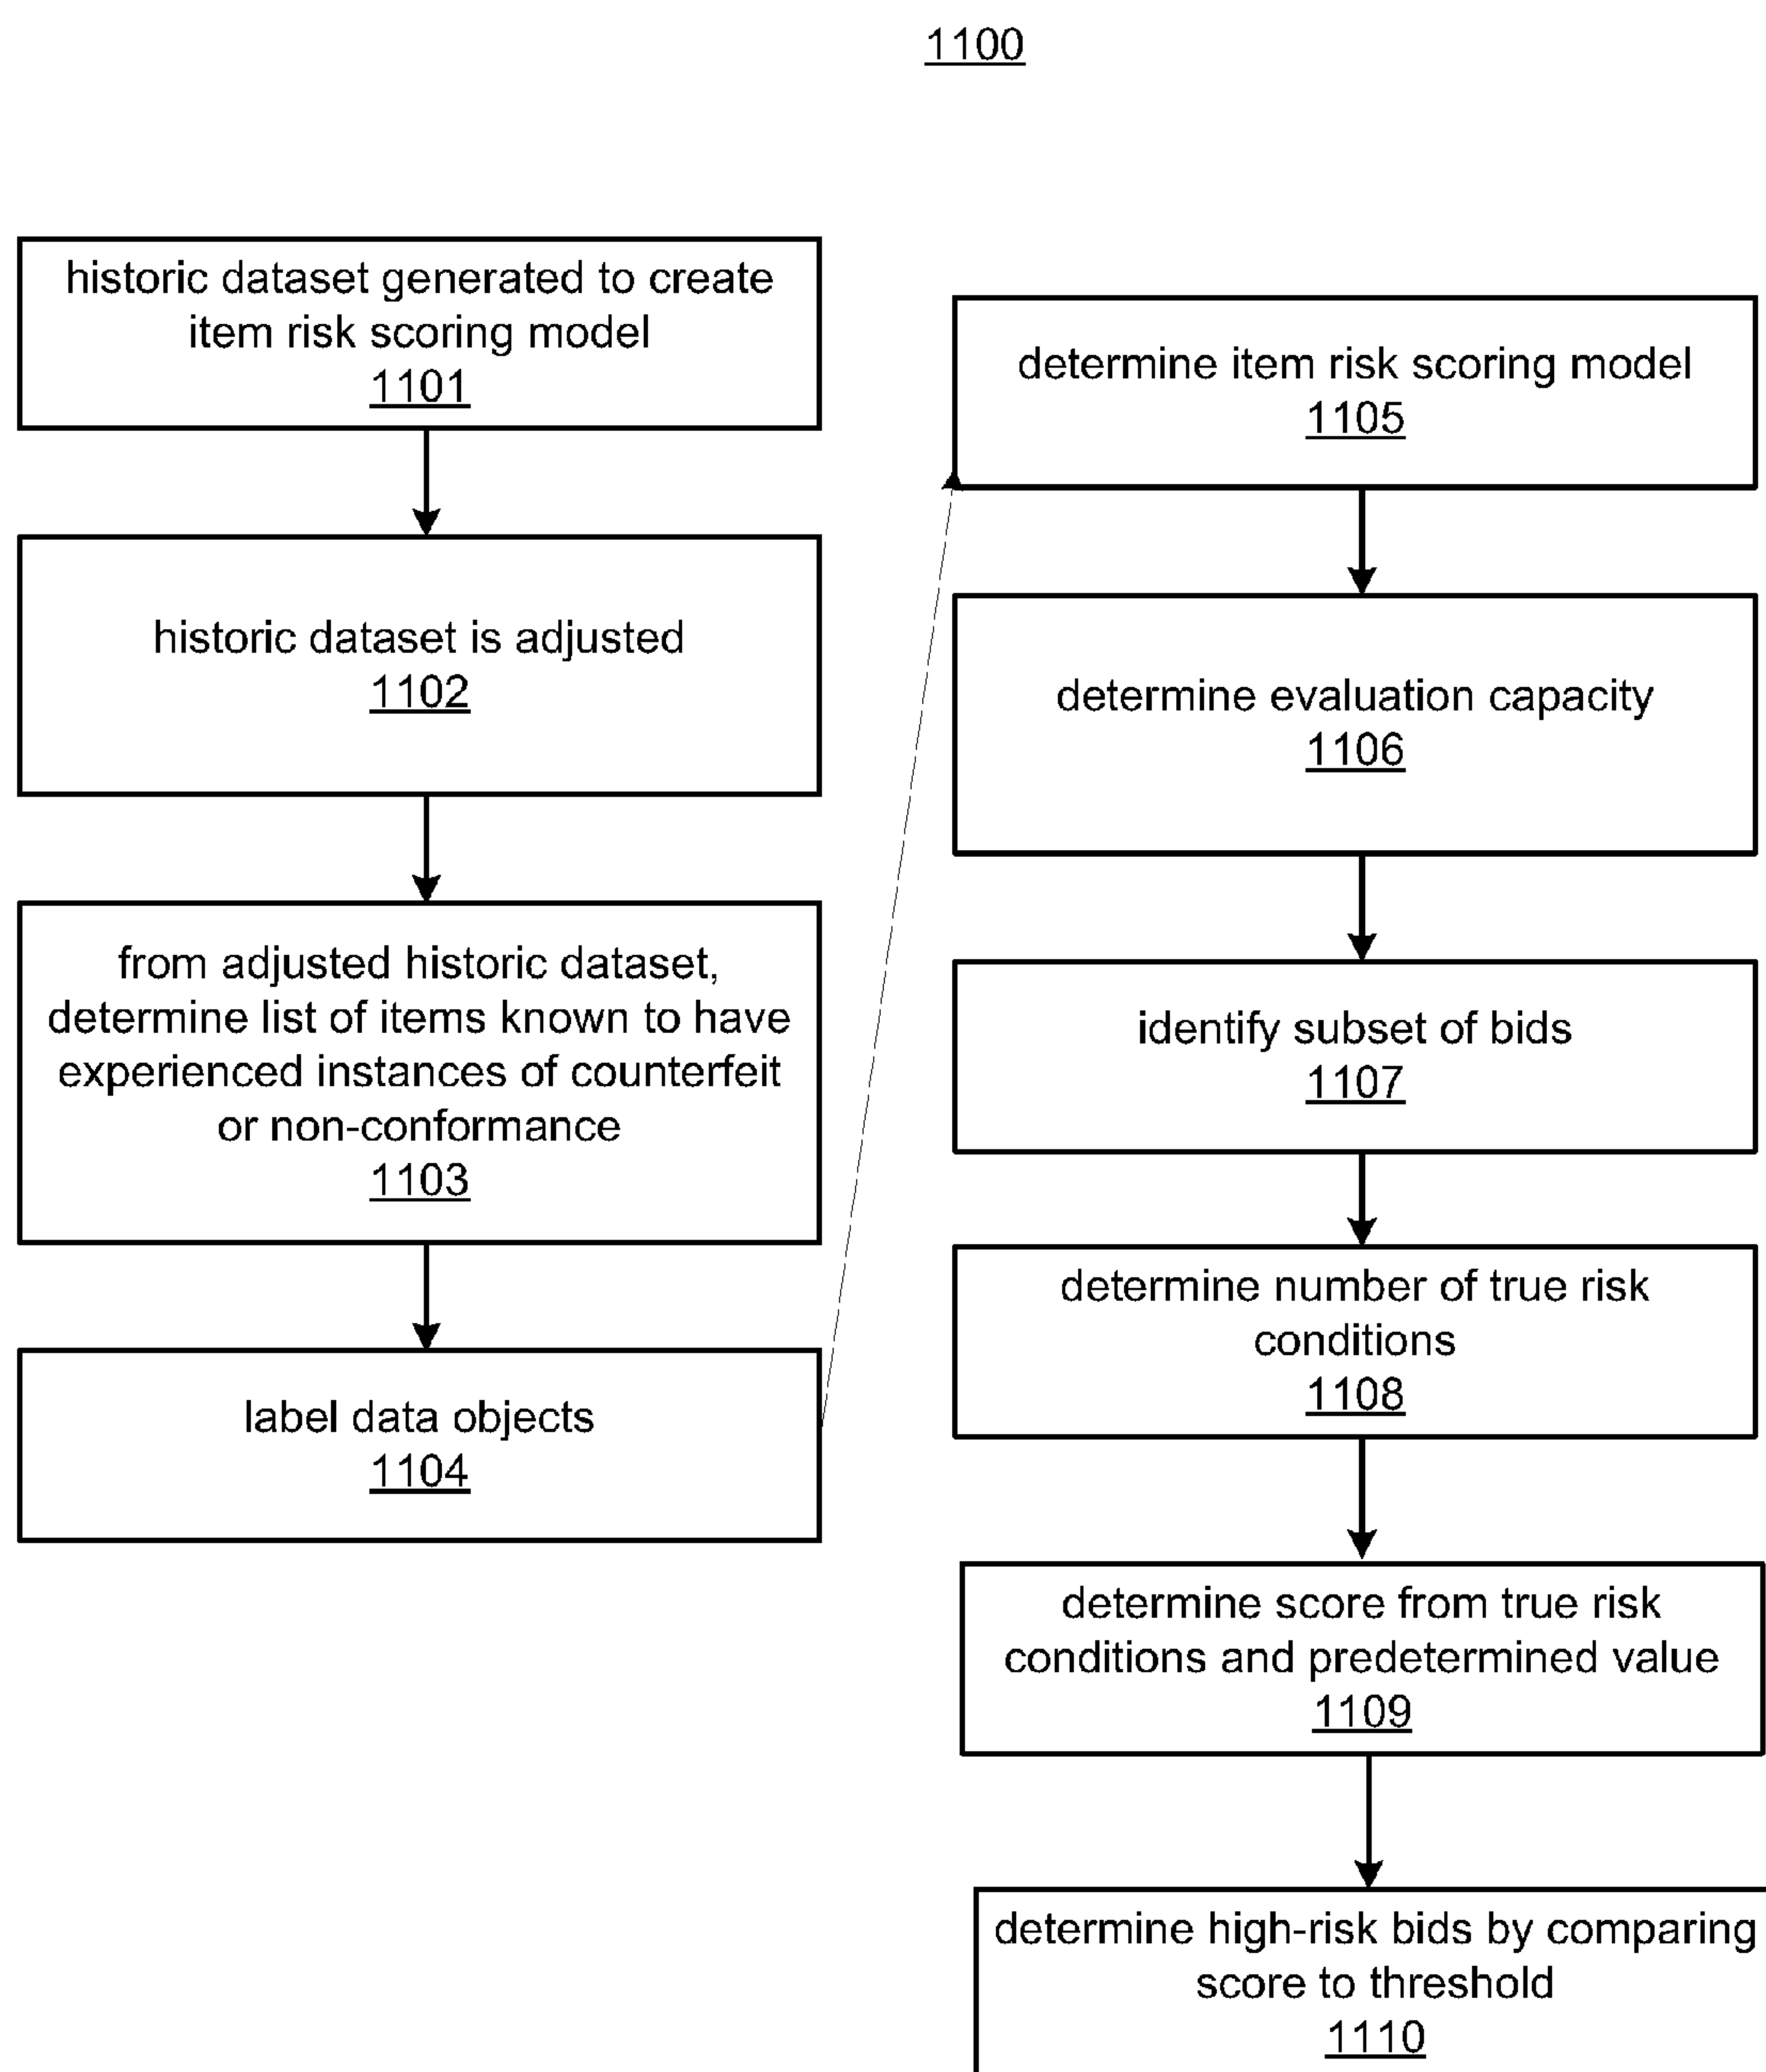 1100
historic dataset generated to create
item risk scoring model
1101
historic dataset is adjusted
1102
from adjusted historic dataset,
determine list of items known to have
experienced instances of counterfeit
or non-conformance
1103
label data objects
1104
determine item risk scoring model
1105
determine evaluation capacity
1106
identify subset of bids
1107
determine number of true risk
conditions
1108
determine score from true risk
conditions and predetermined value
1109
determine high-risk bids by comparing
score to threshold
1110